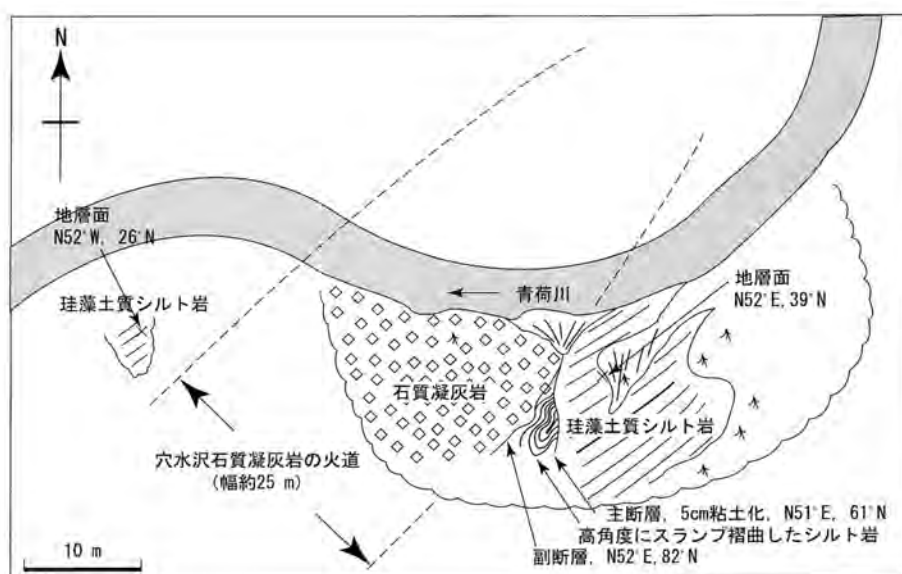 N
地層面
N52°W, 26°N
珪藻土質シルト岩
青荷川
地層面
N52°E, 39°N
石質凝灰岩
珪藻土質シルト岩
穴水沢石質凝灰岩の火道
(幅約25 m)
主断層, 5cm粘土化, N51°E, 61°N
高角度にスランプ褶曲したシルト岩
副断層, N52°E, 82°N
10 m